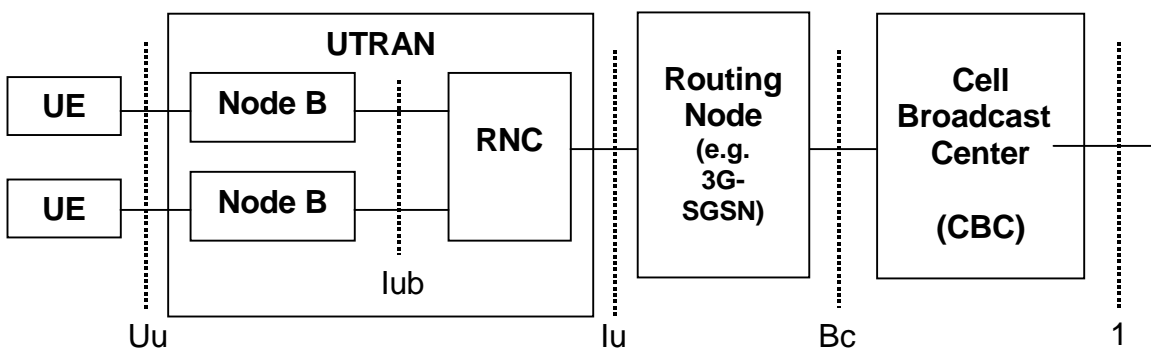 UTRAN
UE
Node B
UE
Node B
RNC
Iub
Routing
Node
(e.g.
3G-
SGSN)
Cell
Broadcast
Center
(CBC)
Uu
Iu
Bc
1